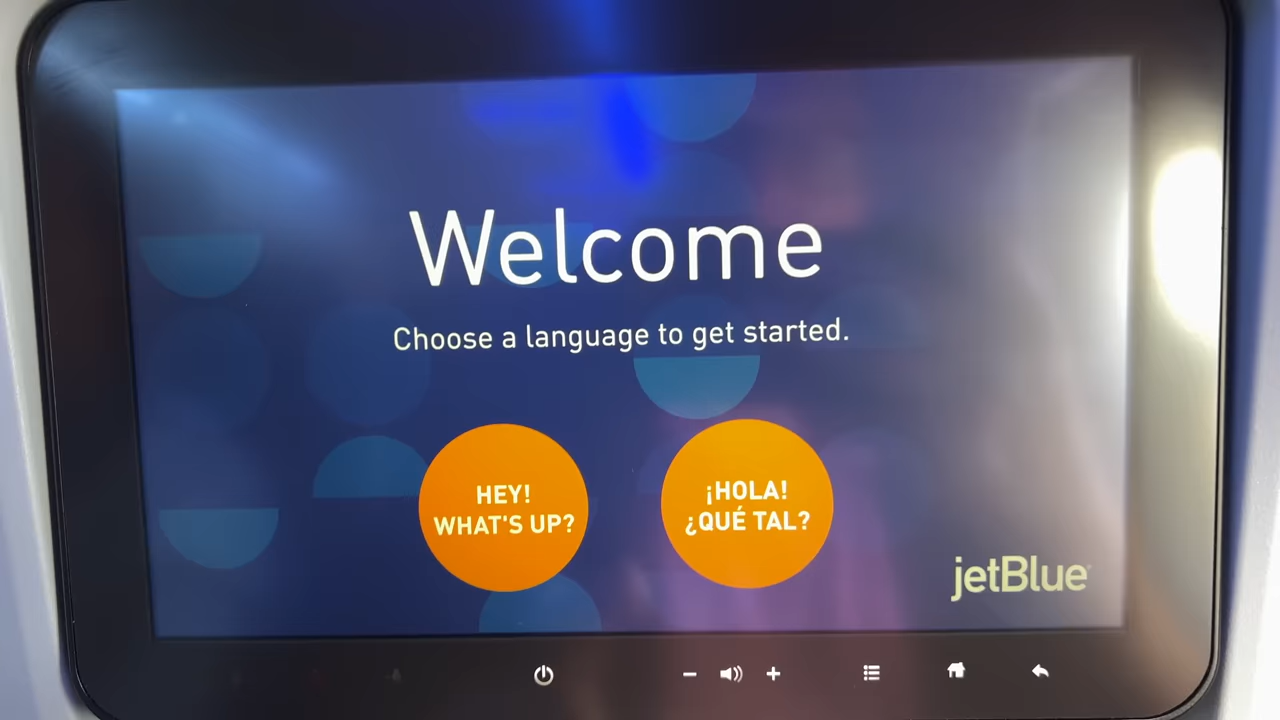 Welcome
Choose a language to get started.
HEY!
WHAT'S UP?
¡HOLA!
¿QUÉ TAL?
jetBlue